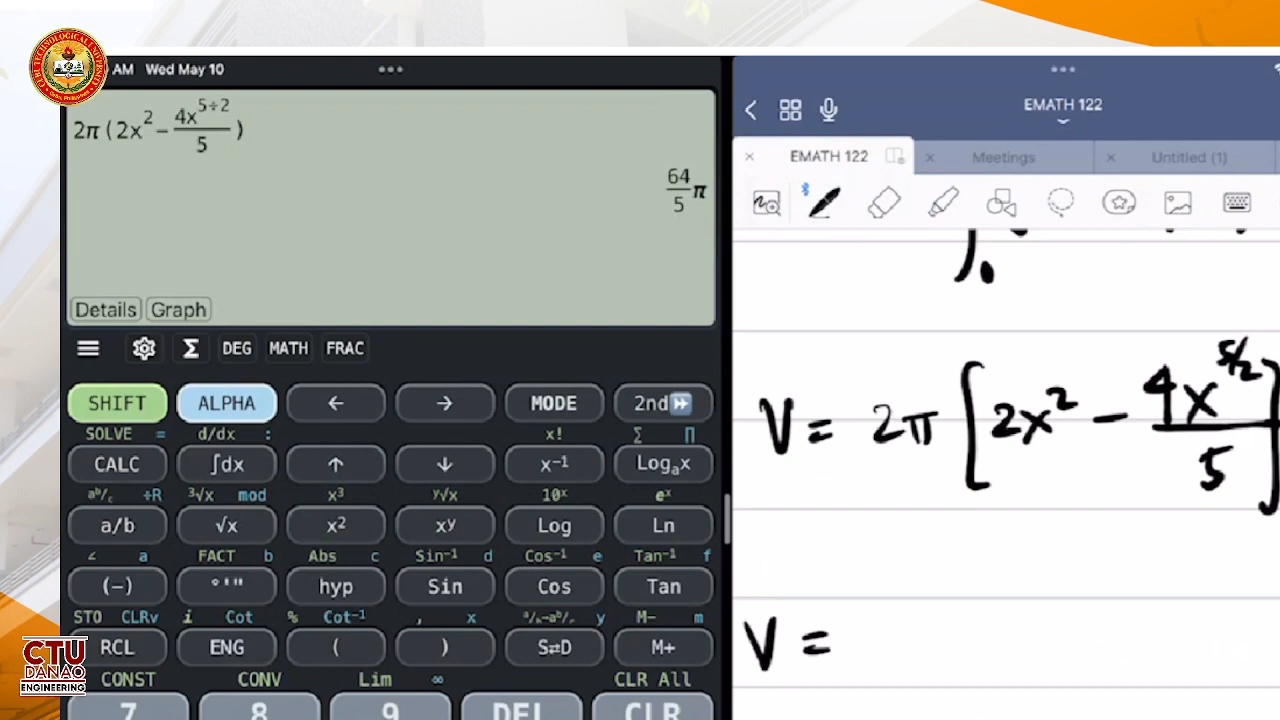 CEBU TECHNOLOGICAL UNIVERSITY
AM Wed May 10
2π(2x² − 4x^(5÷2)/5)
64/5 π
Details Graph
DEG MATH FRAC
SHIFT ALPHA ← → MODE 2nd
SOLVE = d/dx : x! ∑ ∏
CALC ∫dx ↑ ↓ x⁻¹ Logₐx
aᵇ/c ÷R ³√x mod x³ ʸ√x 10ˣ eˣ
a/b √x x² xʸ Log Ln
∠ a FACT b Abs c Sin⁻¹ d Cos⁻¹ e Tan⁻¹ f
(−) °'" hyp Sin Cos Tan
STO CLRv i Cot % Cot⁻¹ , x y M− m
RCL ENG ( ) S⇄D M+
CONST CONV Lim ∞ CLR All
7 8 9 DEL CLR
CTU
DANAO
ENGINEERING
EMATH 122
× EMATH 122 × Meetings × Untitled (1)
V = 2π [2x² − 4x^(5/2)/5]
V =